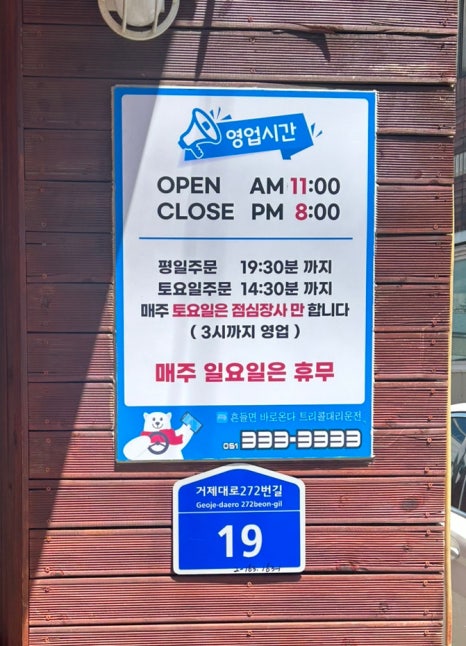 영업시간
OPEN AM 11:00
CLOSE PM 8:00
평일주문 19:30분 까지
토요일주문 14:30분 까지
매주 토요일은 점심장사 만 합니다
( 3시까지 영업 )
매주 일요일은 휴무
흔들면 바로온다 트리콜대리운전
051 333-3333
거제대로272번길
Geoje-daero 272beon-gil
19